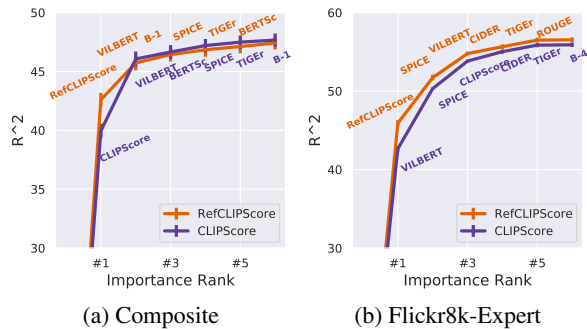 50
45
40
35
30
R^2
RefCLIPScore
VILBERT
B-1
SPICE
TIGEr
BERTSc
CLIPScore
VILBERT
BERTSc
SPICE
TIGEr
B-1
RefCLIPScore
CLIPScore
#1
#3
#5
Importance Rank
(a) Composite
60
50
40
30
R^2
RefCLIPScore
SPICE
VILBERT
CIDER
TIGEr
ROUGE
VILBERT
SPICE
CLIPScore
CIDER
TIGEr
B-4
RefCLIPScore
CLIPScore
#1
#3
#5
Importance Rank
(b) Flickr8k-Expert